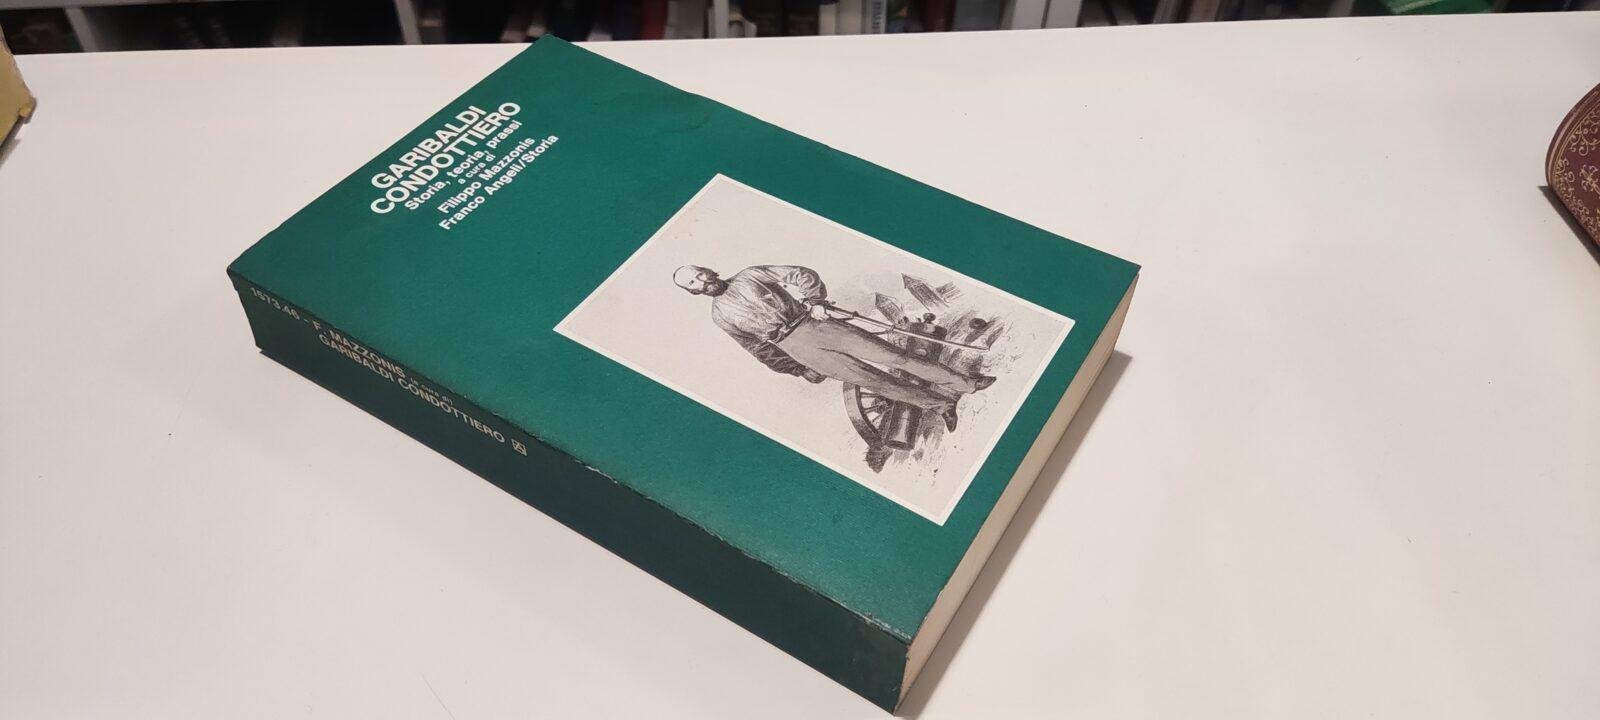 GARIBALDI
CONDOTTIERO
Storia, teoria, prassi
a cura di
Filippo Mazzonis
Franco Angeli/Storia
1573.46 - F. MAZZONIS (a cura di)
GARIBALDI CONDOTTIERO